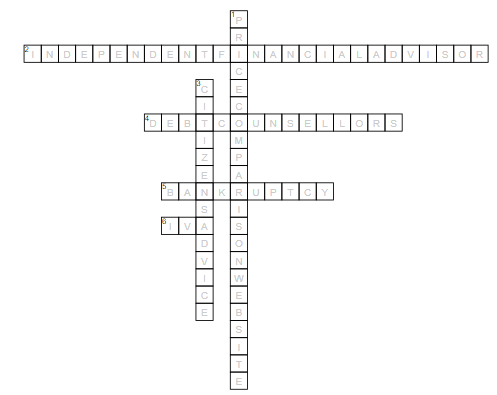 1 PRICECOMPARISONWEBSITE
2 INDEPENDENTFINANCIALADVISOR
3 CITIZENSADVICE
4 DEBTCOUNSELLORS
5 BANKRUPTCY
6 IVA